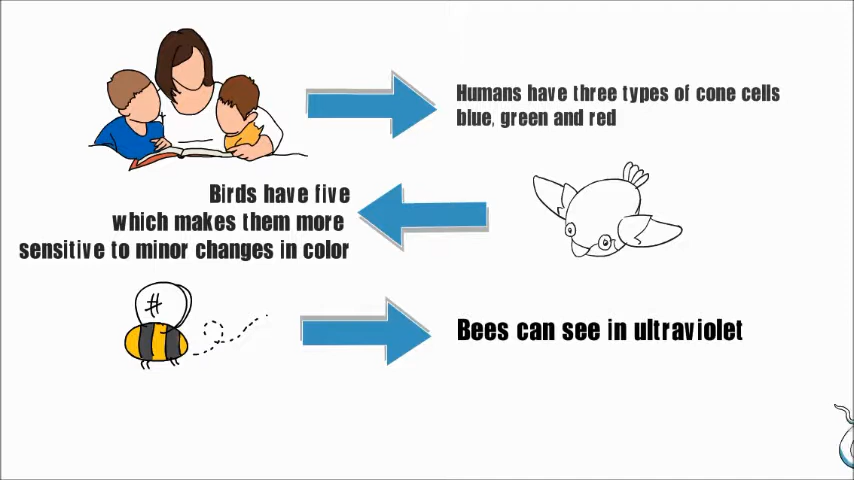 Humans have three types of cone cells
blue, green and red
Birds have five
which makes them more
sensitive to minor changes in color
#
Bees can see in ultraviolet